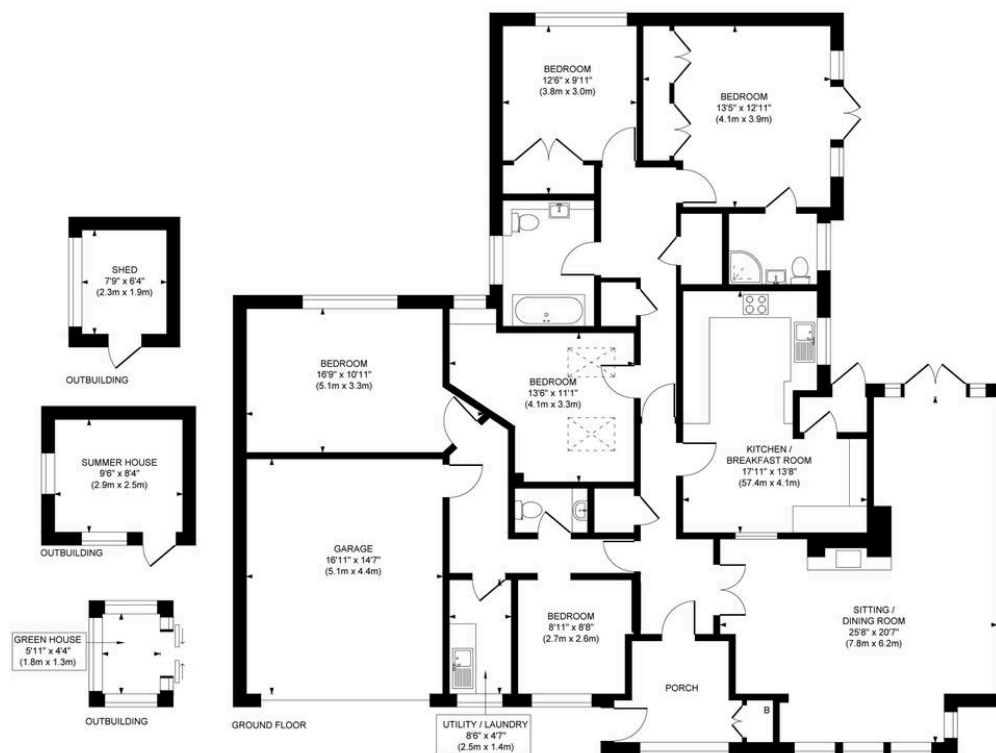 BEDROOM
12'6" x 9'11"
(3.8m x 3.0m)
BEDROOM
13'5" x 12'11"
(4.1m x 3.9m)
SHED
7'9" x 6'4"
(2.3m x 1.9m)
OUTBUILDING
BEDROOM
16'9" x 10'11"
(5.1m x 3.3m)
BEDROOM
13'6" x 11'1"
(4.1m x 3.3m)
KITCHEN /
BREAKFAST ROOM
17'11" x 13'8"
(57.4m x 4.1m)
SUMMER HOUSE
9'6" x 8'4"
(2.9m x 2.5m)
OUTBUILDING
GARAGE
16'11" x 14'7"
(5.1m x 4.4m)
BEDROOM
8'11" x 8'8"
(2.7m x 2.6m)
SITTING /
DINING ROOM
25'8" x 20'7"
(7.8m x 6.2m)
GREEN HOUSE
5'11" x 4'4"
(1.8m x 1.3m)
OUTBUILDING
PORCH
B
GROUND FLOOR
UTILITY / LAUNDRY
8'6" x 4'7"
(2.5m x 1.4m)